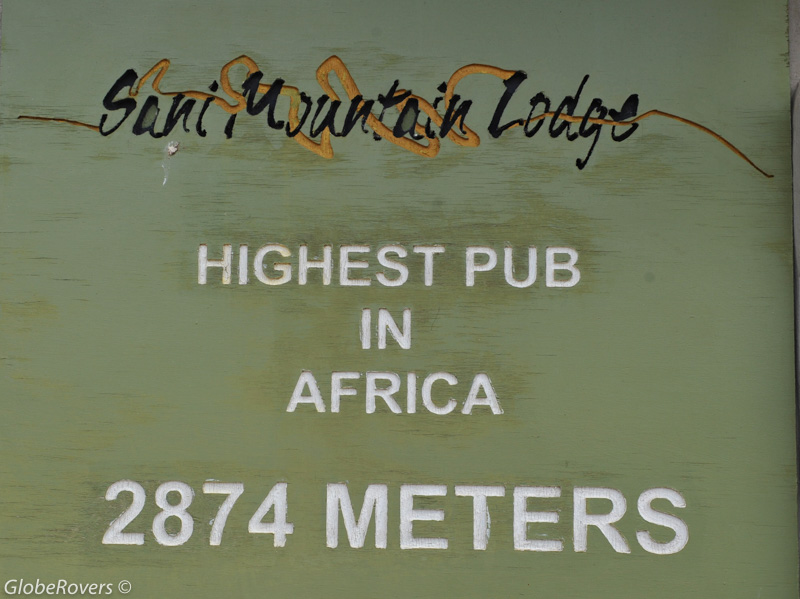 Sani Mountain Lodge
HIGHEST PUB
IN
AFRICA
2874 METERS
GlobeRovers ©